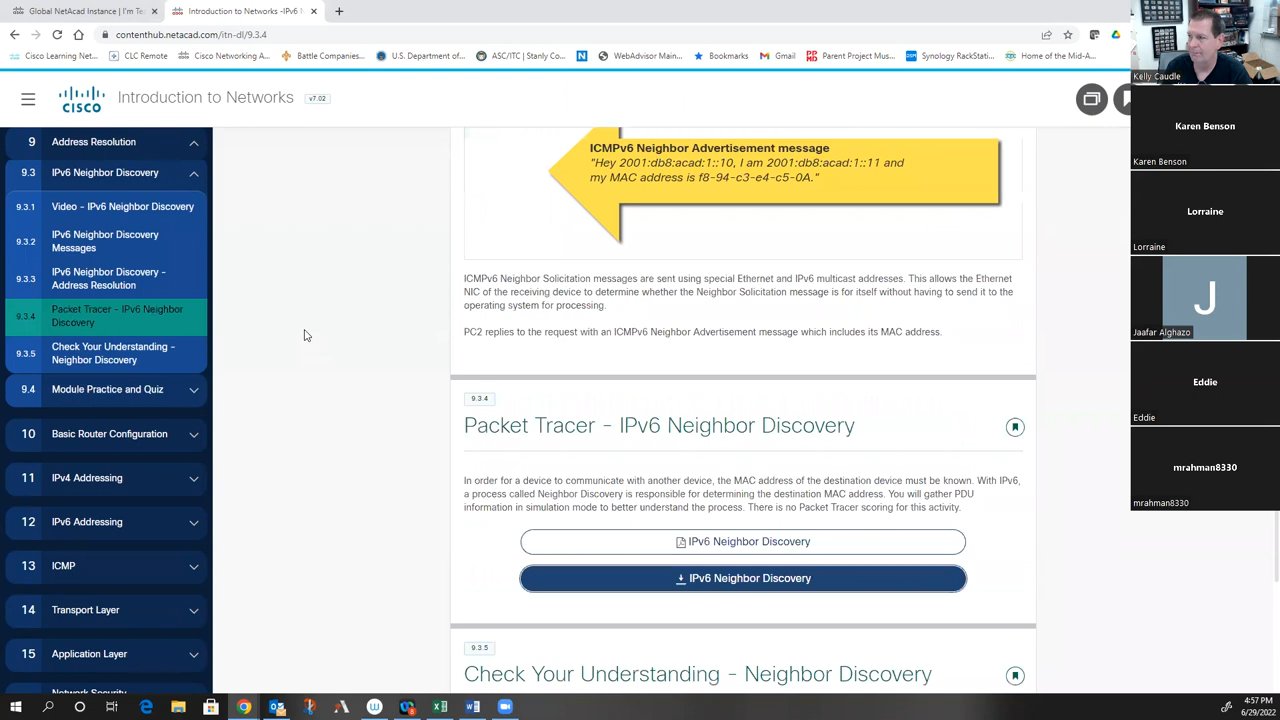 Global NetAcad Instance | I'm Te
Introduction to Networks -IPv6 N
contenthub.netacad.com/itn-dl/9.3.4
Cisco Learning Net...
CLC Remote
Cisco Networking A...
Battle Companies...
U.S. Department of...
ASC/ITC | Stanly Co...
WebAdvisor Main...
Bookmarks
Gmail
Parent Project Mus...
Synology RackStati...
Home of the Mid-A...
CISCO
Introduction to Networks
v7.02
9 Address Resolution
9.3 IPv6 Neighbor Discovery
9.3.1 Video - IPv6 Neighbor Discovery
9.3.2 IPv6 Neighbor Discovery
Messages
9.3.3 IPv6 Neighbor Discovery -
Address Resolution
9.3.4 Packet Tracer - IPv6 Neighbor
Discovery
9.3.5 Check Your Understanding -
Neighbor Discovery
9.4 Module Practice and Quiz
10 Basic Router Configuration
11 IPv4 Addressing
12 IPv6 Addressing
13 ICMP
14 Transport Layer
15 Application Layer
Network Security
ICMPv6 Neighbor Advertisement message
"Hey 2001:db8:acad:1::10, I am 2001:db8:acad:1::11 and
my MAC address is f8-94-c3-e4-c5-0A."
ICMPv6 Neighbor Solicitation messages are sent using special Ethernet and IPv6 multicast addresses. This allows the Ethernet
NIC of the receiving device to determine whether the Neighbor Solicitation message is for itself without having to send it to the
operating system for processing.
PC2 replies to the request with an ICMPv6 Neighbor Advertisement message which includes its MAC address.
9.3.4
Packet Tracer - IPv6 Neighbor Discovery
In order for a device to communicate with another device, the MAC address of the destination device must be known. With IPv6,
a process called Neighbor Discovery is responsible for determining the destination MAC address. You will gather PDU
information in simulation mode to better understand the process. There is no Packet Tracer scoring for this activity.
IPv6 Neighbor Discovery
IPv6 Neighbor Discovery
9.3.5
Check Your Understanding - Neighbor Discovery
Kelly Caudle
Karen Benson
Karen Benson
Lorraine
Lorraine
J
Jaafar Alghazo
Eddie
Eddie
mrahman8330
mrahman8330
4:57 PM
6/29/2022